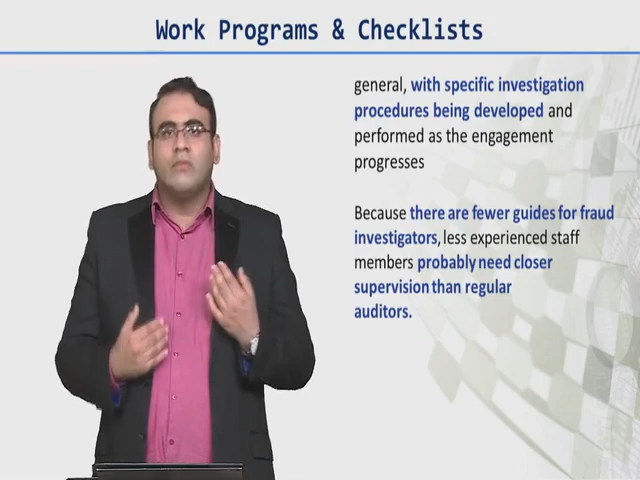 Work Programs & Checklists
general, with specific investigation
procedures being developed and
performed as the engagement
progresses
Because there are fewer guides for fraud
investigators, less experienced staff
members probably need closer
supervision than regular
auditors.